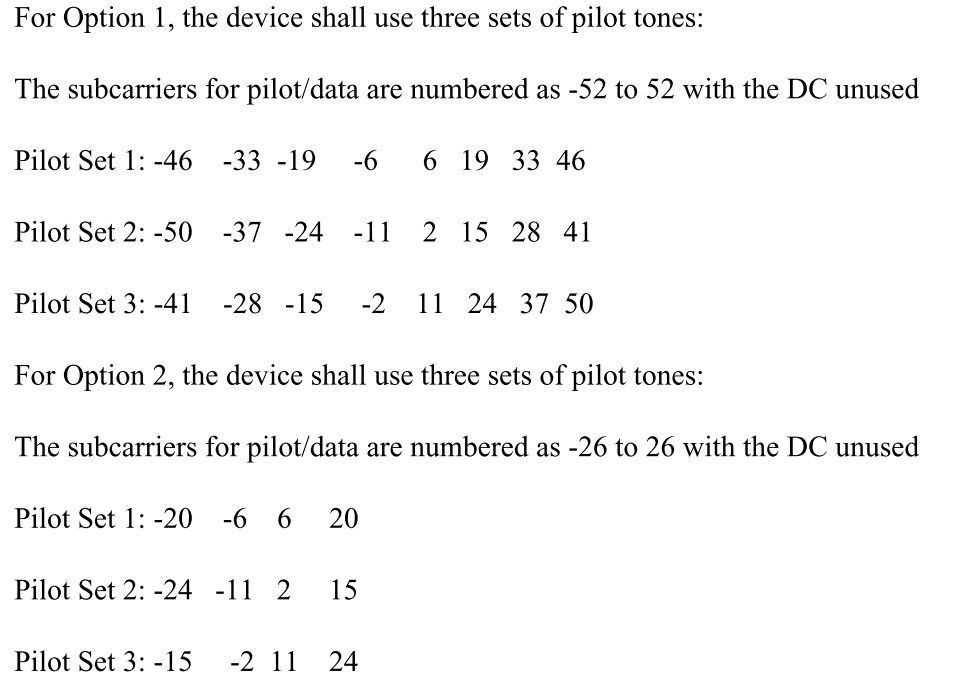 For Option 1, the device shall use three sets of pilot tones:
The subcarriers for pilot/data are numbered as -52 to 52 with the DC unused
Pilot Set 1: -46 -33 -19 -6 6 19 33 46
Pilot Set 2: -50 -37 -24 -11 2 15 28 41
Pilot Set 3: -41 -28 -15 -2 11 24 37 50
For Option 2, the device shall use three sets of pilot tones:
The subcarriers for pilot/data are numbered as -26 to 26 with the DC unused
Pilot Set 1: -20 -6 6 20
Pilot Set 2: -24 -11 2 15
Pilot Set 3: -15 -2 11 24